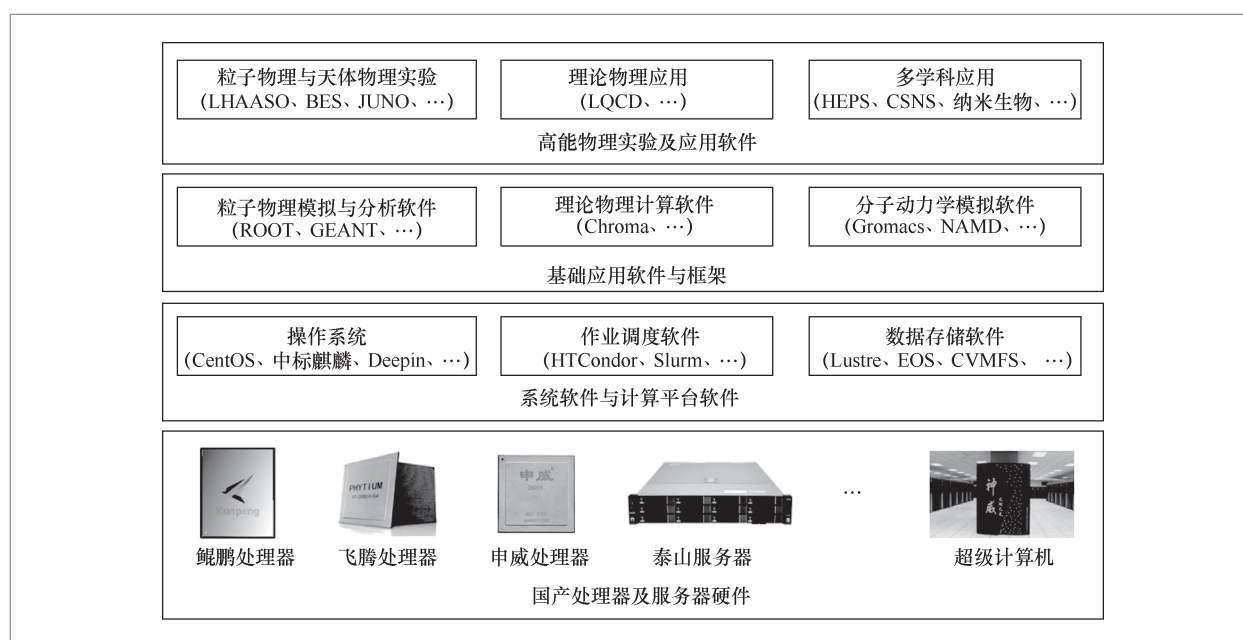 粒子物理与天体物理实验
(LHAASO、BES、JUNO、…)
理论物理应用
(LQCD、…)
多学科应用
(HEPS、CSNS、纳米生物、…)
高能物理实验及应用软件
粒子物理模拟与分析软件
(ROOT、GEANT、…)
理论物理计算软件
(Chroma、…)
分子动力学模拟软件
(Gromacs、NAMD、…)
基础应用软件与框架
操作系统
(CentOS、中标麒麟、Deepin、…)
作业调度软件
(HTCondor、Slurm、…)
数据存储软件
(Lustre、EOS、CVMFS、 …)
系统软件与计算平台软件
Kunpeng
PHYTIUM
申威
神威
…
鲲鹏处理器
飞腾处理器
申威处理器
泰山服务器
超级计算机
国产处理器及服务器硬件